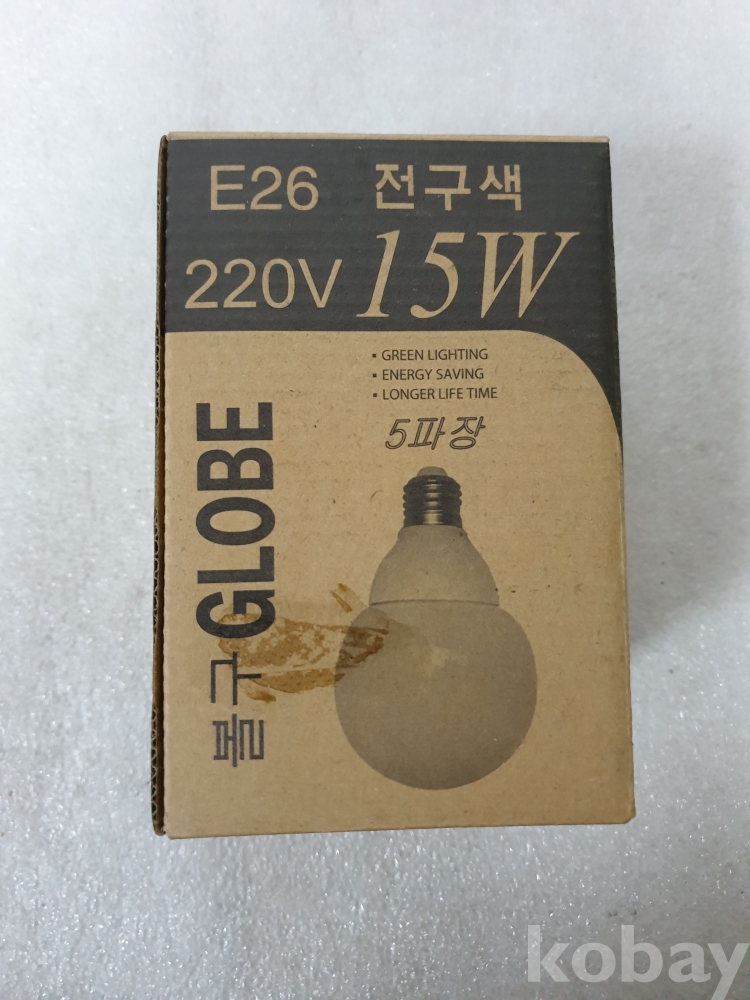 E26 전구색
220V 15W
▪ GREEN LIGHTING
▪ ENERGY SAVING
▪ LONGER LIFE TIME
5파장
볼구 GLOBE
kobay